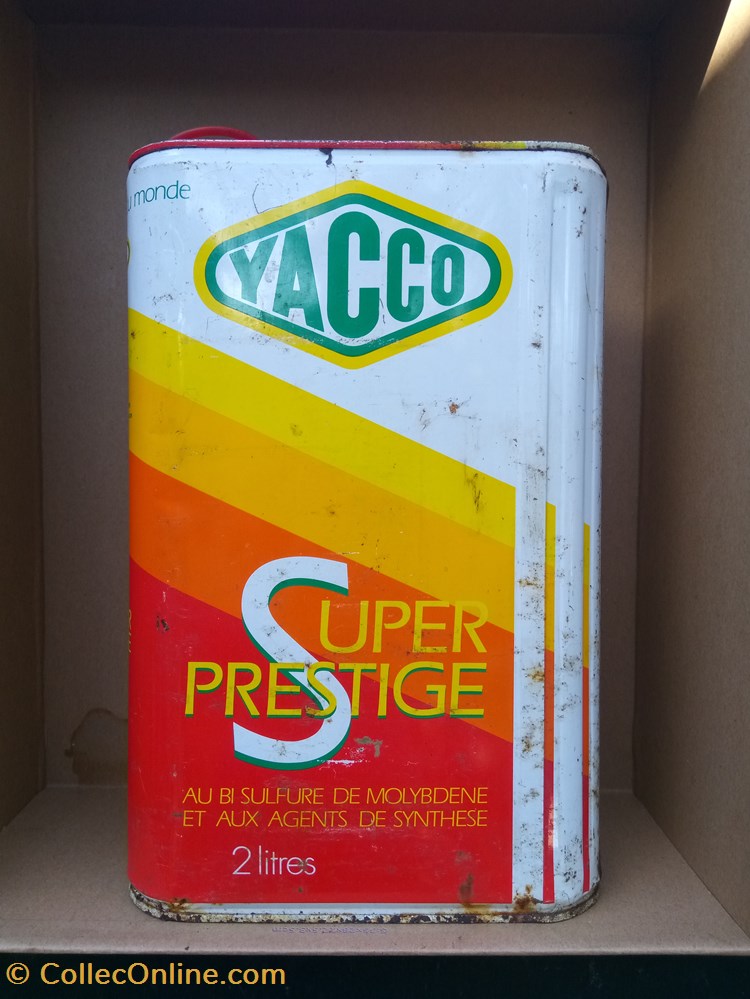 u monde
YACCO
SUPER
PRESTIGE
AU BI SULFURE DE MOLYBDENE
ET AUX AGENTS DE SYNTHESE
2 litres
© CollecOnline.com